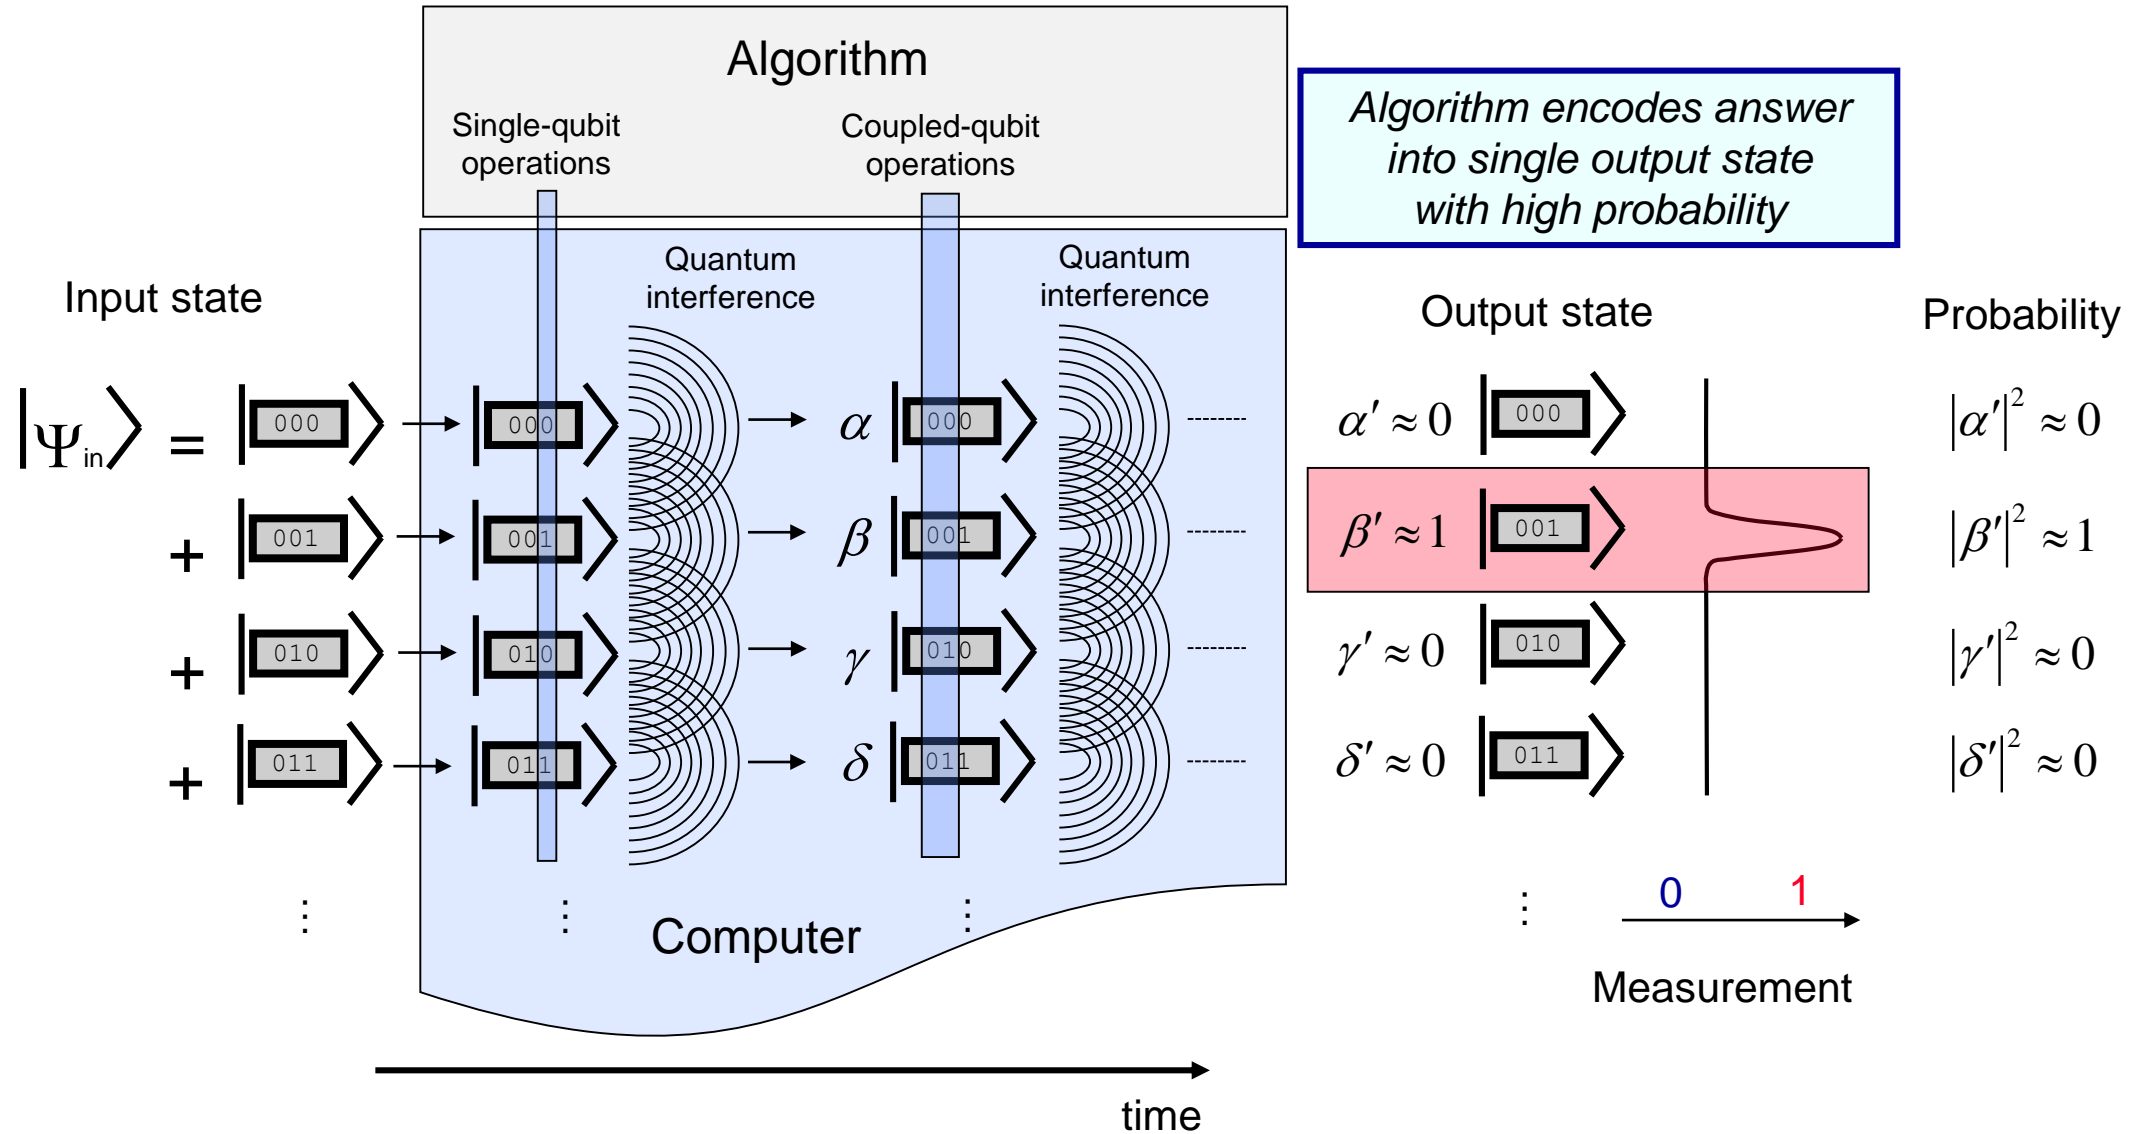 Algorithm
Single-qubit
operations
Coupled-qubit
operations
Algorithm encodes answer
into single output state
with high probability
Quantum
interference
Quantum
interference
Input state
Output state
Probability
|Ψin⟩ = |000⟩ |000⟩ α |000⟩ α′ ≈ 0 |000⟩ |α′|² ≈ 0
+ |001⟩ |001⟩ β |001⟩ β′ ≈ 1 |001⟩ |β′|² ≈ 1
+ |010⟩ |010⟩ γ |010⟩ γ′ ≈ 0 |010⟩ |γ′|² ≈ 0
+ |011⟩ |011⟩ δ |011⟩ δ′ ≈ 0 |011⟩ |δ′|² ≈ 0
⋮ ⋮ ⋮ ⋮ 0 1
Computer
Measurement
time